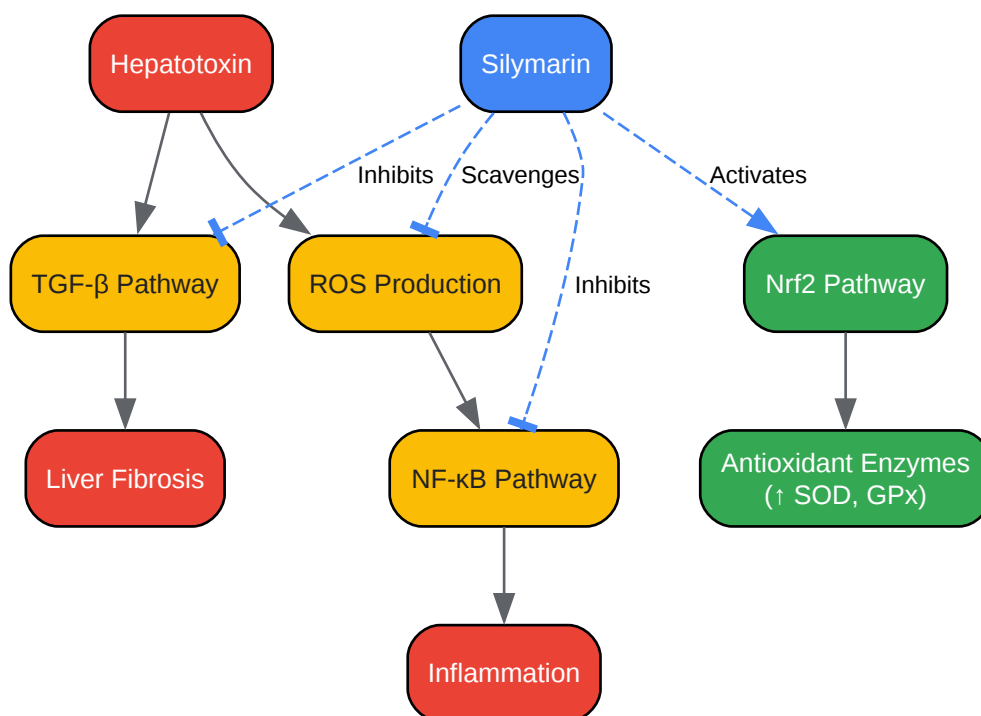 Hepatotoxin
Silymarin
Inhibits
Scavenges
Activates
TGF-β Pathway
ROS Production
Inhibits
Nrf2 Pathway
Liver Fibrosis
NF-κB Pathway
Antioxidant Enzymes
(↑ SOD, GPx)
Inflammation